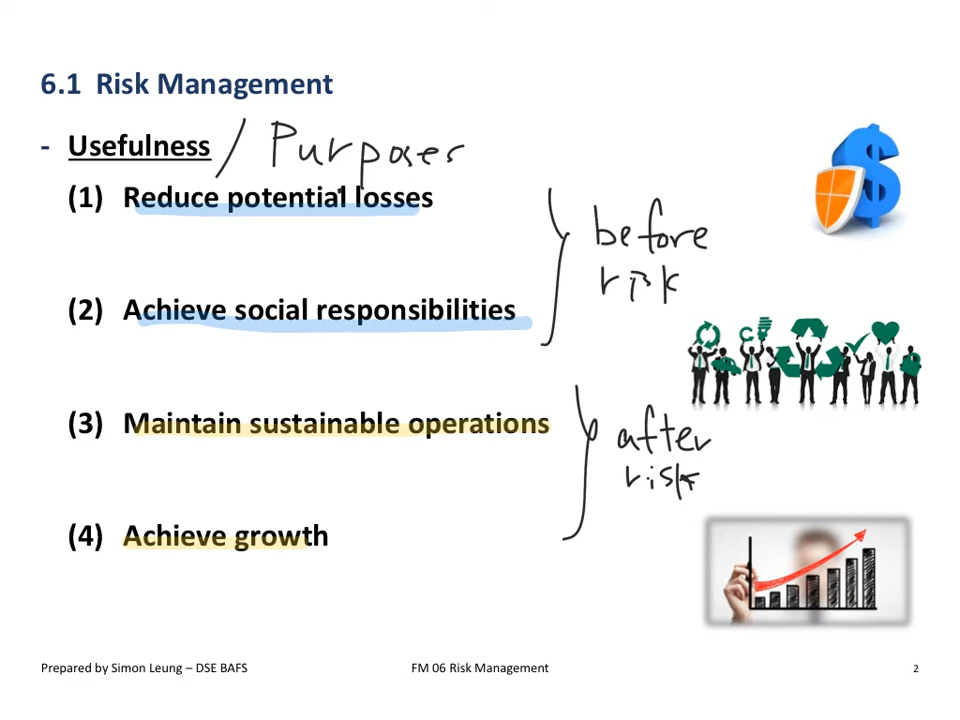 6.1 Risk Management
- Usefulness / Purposes
(1) Reduce potential losses
before
risk
(2) Achieve social responsibilities
(3) Maintain sustainable operations
after
risk
(4) Achieve growth
Prepared by Simon Leung – DSE BAFS
FM 06 Risk Management
2